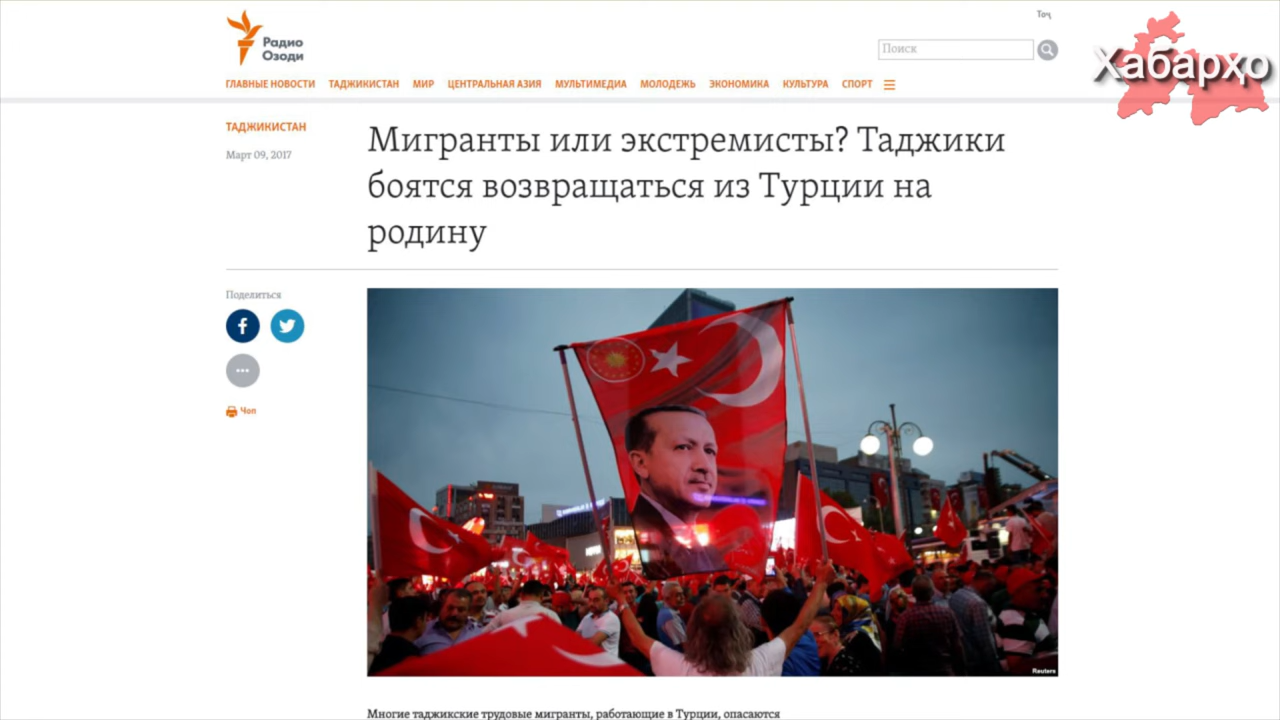 Тоҷ
Радио
Озоди
Поиск
Хабарҳо
ГЛАВНЫЕ НОВОСТИ ТАДЖИКИСТАН МИР ЦЕНТРАЛЬНАЯ АЗИЯ МУЛЬТИМЕДИА МОЛОДЕЖЬ ЭКОНОМИКА КУЛЬТУРА СПОРТ
ТАДЖИКИСТАН
Март 09, 2017
Мигранты или экстремисты? Таджики
боятся возвращаться из Турции на
родину
Поделиться
Чоп
Reuters
Многие таджикские трудовые мигранты, работающие в Турции, опасаются